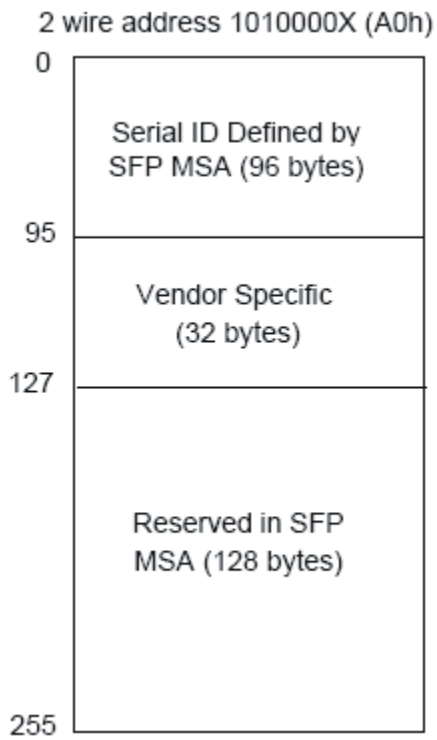 2 wire address 1010000X (A0h)
0
Serial ID Defined by
SFP MSA (96 bytes)
95
Vendor Specific
(32 bytes)
127
Reserved in SFP
MSA (128 bytes)
255